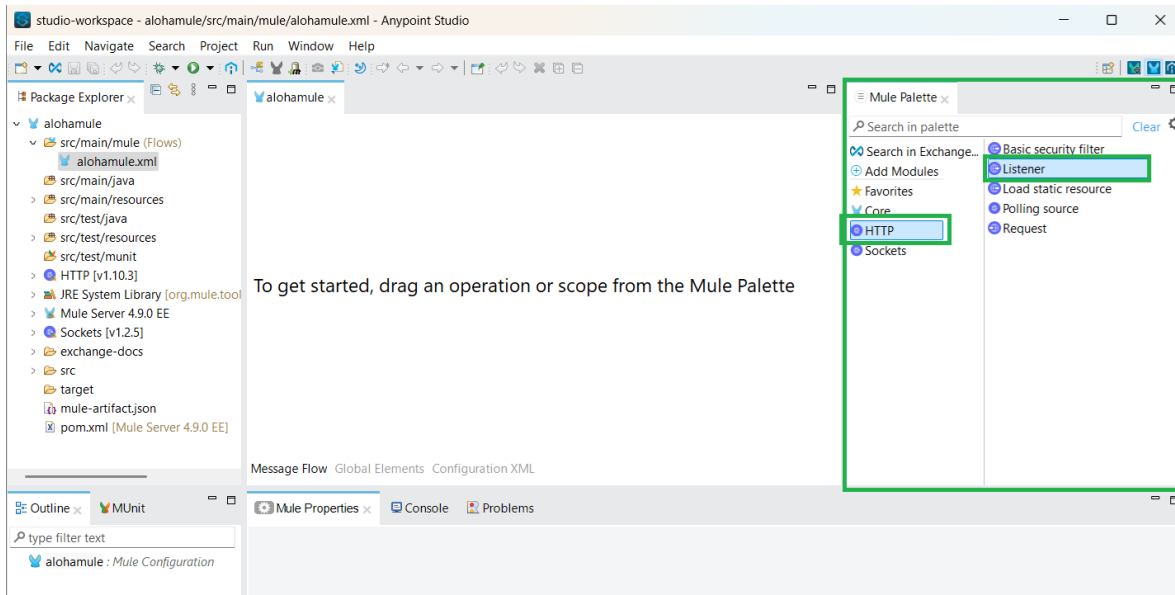 studio-workspace - alohamule/src/main/mule/alohamule.xml - Anypoint Studio
File Edit Navigate Search Project Run Window Help
Package Explorer
alohamule
src/main/mule (Flows)
alohamule.xml
src/main/java
src/main/resources
src/test/java
src/test/resources
src/test/munit
HTTP [v1.10.3]
JRE System Library [org.mule.tool
Mule Server 4.9.0 EE
Sockets [v1.2.5]
exchange-docs
src
target
mule-artifact.json
pom.xml [Mule Server 4.9.0 EE]
alohamule
To get started, drag an operation or scope from the Mule Palette
Message Flow Global Elements Configuration XML
Mule Palette
Search in palette Clear
Search in Exchange...
Add Modules
Favorites
Core
HTTP
Sockets
Basic security filter
Listener
Load static resource
Polling source
Request
Outline MUnit
type filter text
alohamule : Mule Configuration
Mule Properties Console Problems